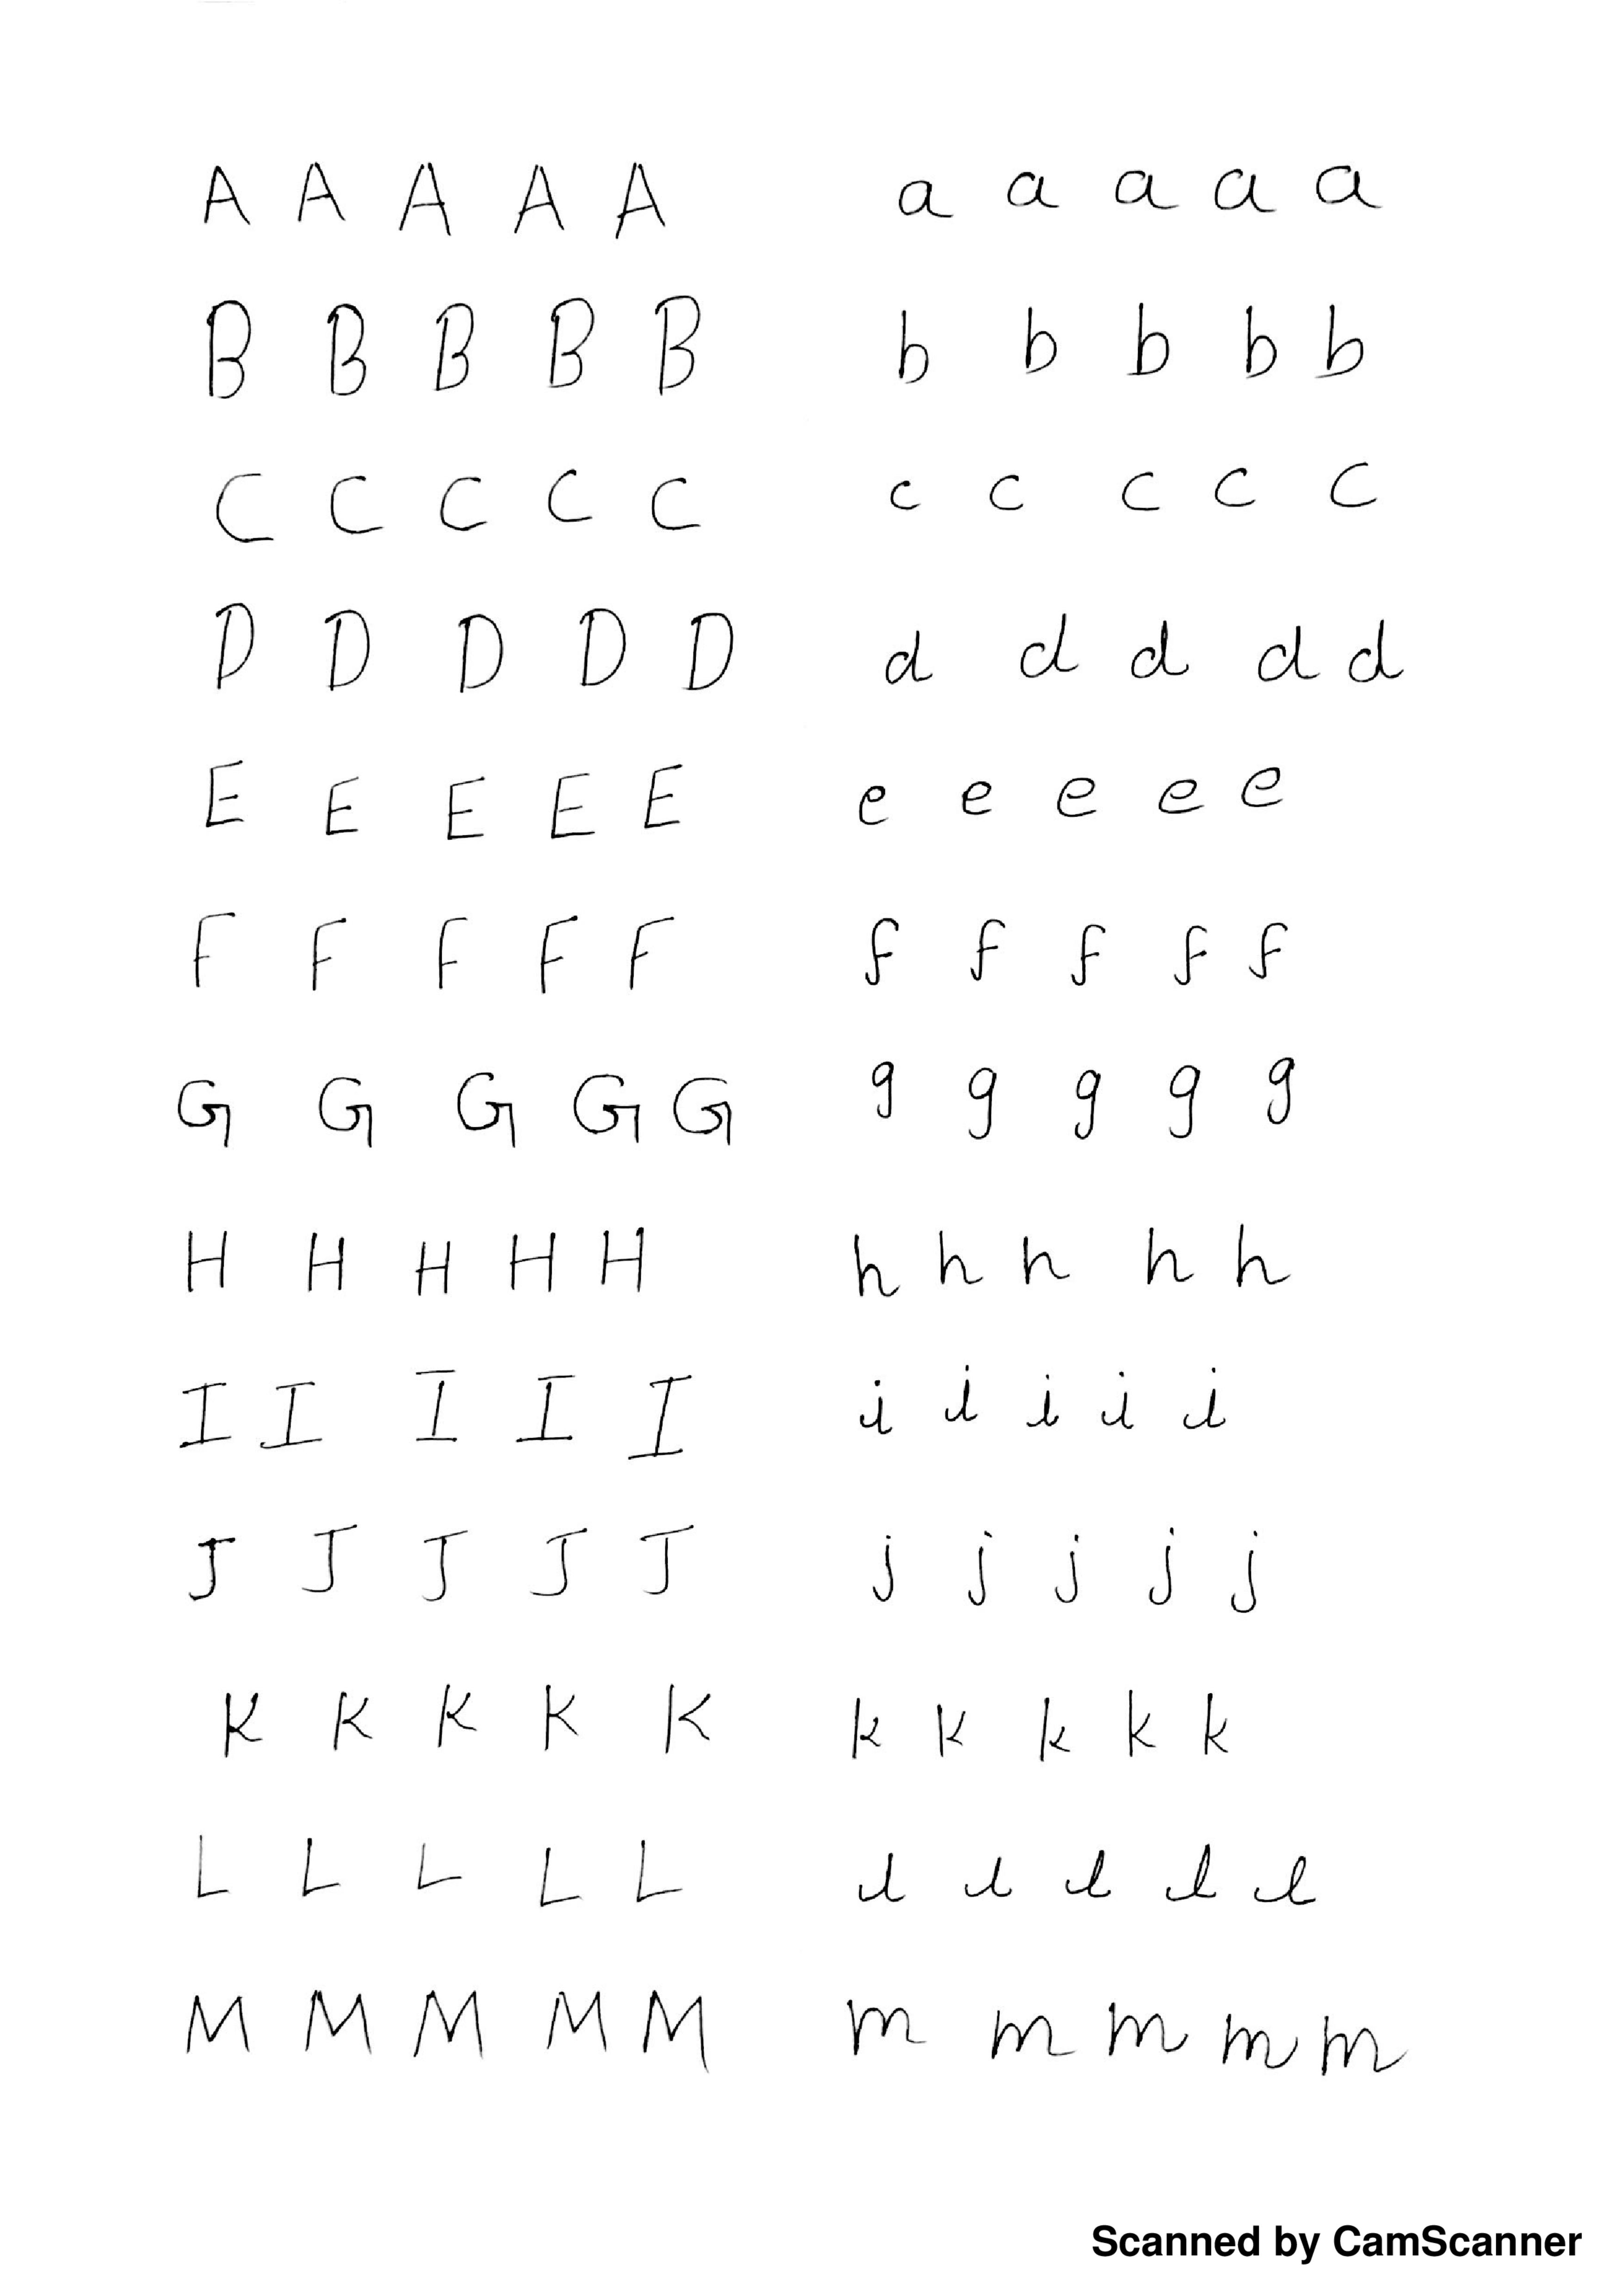 A A A A A a a a a a
B B B B B b b b b b
C C C C C c c c c c
D D D D D d d d d d
E E E E E e e e e e
F F F F F f f f f f
G G G G G g g g g g
H H H H H h h h h h
I I I I I i i i i i
J J J J J j j j j j
K K K K K k k k k k
L L L L L l l l l l
M M M M M m m m m m
Scanned by CamScanner